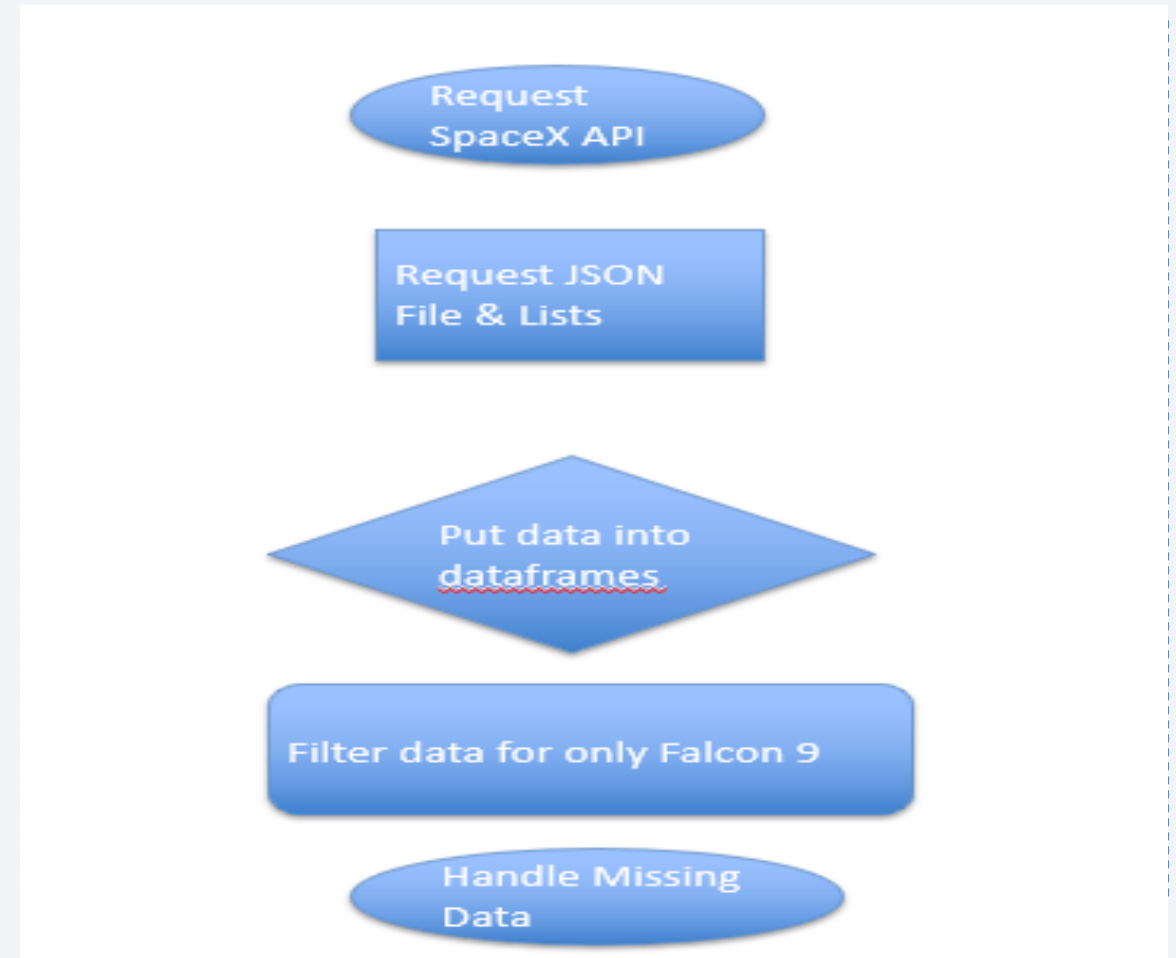 Request
SpaceX API
Request JSON
File & Lists
Put data into
dataframes
Filter data for only Falcon 9
Handle Missing
Data